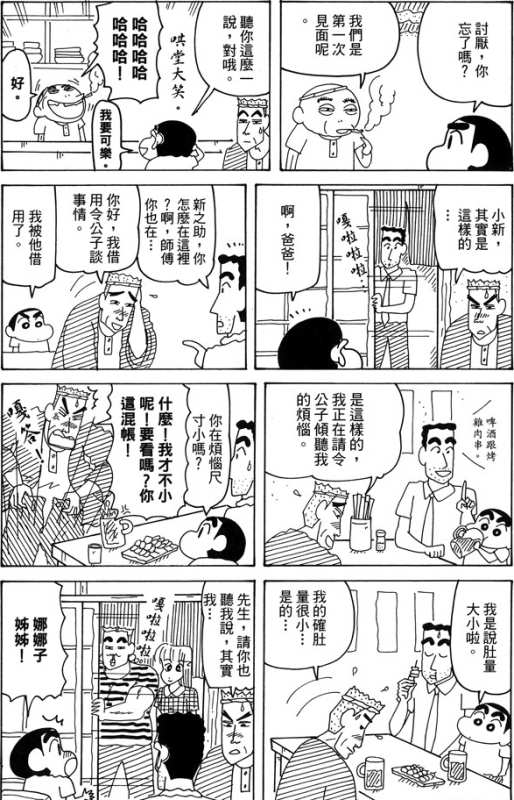 討厭，你
忘了嗎？
我們是
第一次
見面呢
。
聽你這麼一
說，對哦。
哄堂大笑。
哈哈哈哈
哈哈哈！
我要可樂。
好。
小新，
其實是
這樣的
…
嘎啦啦啦…
啊，爸爸！
新之助，你
怎麼在這裡
？啊，師傅
你也在…
你好，我借
用令公子談
事情。
我被他借
用了。
啤酒跟烤
雞肉串。
是這樣的，
我正在請令
公子傾聽我
的煩惱。
你在煩惱尺
寸小嗎？
什麼！我才不小
呢！要看嗎？你
這混帳！
嘎答
我是說肚量
大小啦。
我的確肚
量很小…
是的…
先生，請你也
聽我說，其實
我…
嘎啦啦啦
娜娜子
姊姊！